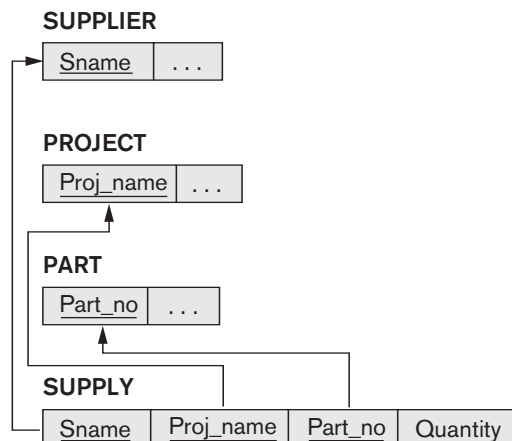 SUPPLIER
Sname ...
PROJECT
Proj_name ...
PART
Part_no ...
SUPPLY
Sname Proj_name Part_no Quantity